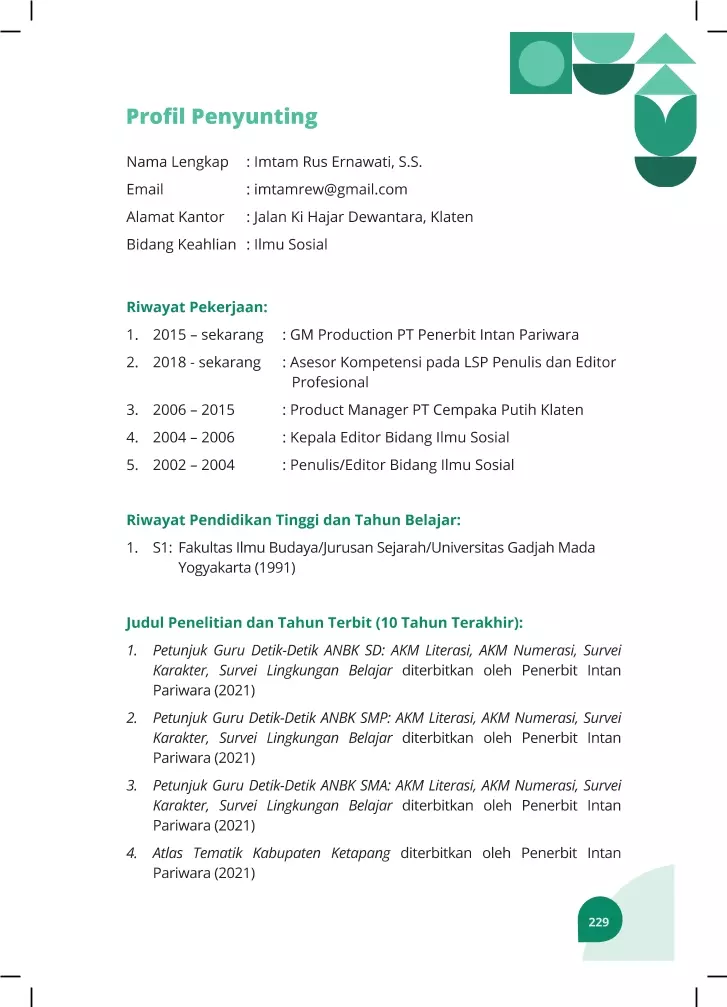 Profil Penyunting
Nama Lengkap : Imtam Rus Ernawati, S.S.
Email : imtamrew@gmail.com
Alamat Kantor : Jalan Ki Hajar Dewantara, Klaten
Bidang Keahlian : Ilmu Sosial
Riwayat Pekerjaan:
1. 2015 – sekarang : GM Production PT Penerbit Intan Pariwara
2. 2018 - sekarang : Asesor Kompetensi pada LSP Penulis dan Editor
Profesional
3. 2006 – 2015 : Product Manager PT Cempaka Putih Klaten
4. 2004 – 2006 : Kepala Editor Bidang Ilmu Sosial
5. 2002 – 2004 : Penulis/Editor Bidang Ilmu Sosial
Riwayat Pendidikan Tinggi dan Tahun Belajar:
1. S1: Fakultas Ilmu Budaya/Jurusan Sejarah/Universitas Gadjah Mada
Yogyakarta (1991)
Judul Penelitian dan Tahun Terbit (10 Tahun Terakhir):
1. Petunjuk Guru Detik-Detik ANBK SD: AKM Literasi, AKM Numerasi, Survei
Karakter, Survei Lingkungan Belajar diterbitkan oleh Penerbit Intan
Pariwara (2021)
2. Petunjuk Guru Detik-Detik ANBK SMP: AKM Literasi, AKM Numerasi, Survei
Karakter, Survei Lingkungan Belajar diterbitkan oleh Penerbit Intan
Pariwara (2021)
3. Petunjuk Guru Detik-Detik ANBK SMA: AKM Literasi, AKM Numerasi, Survei
Karakter, Survei Lingkungan Belajar diterbitkan oleh Penerbit Intan
Pariwara (2021)
4. Atlas Tematik Kabupaten Ketapang diterbitkan oleh Penerbit Intan
Pariwara (2021)
229